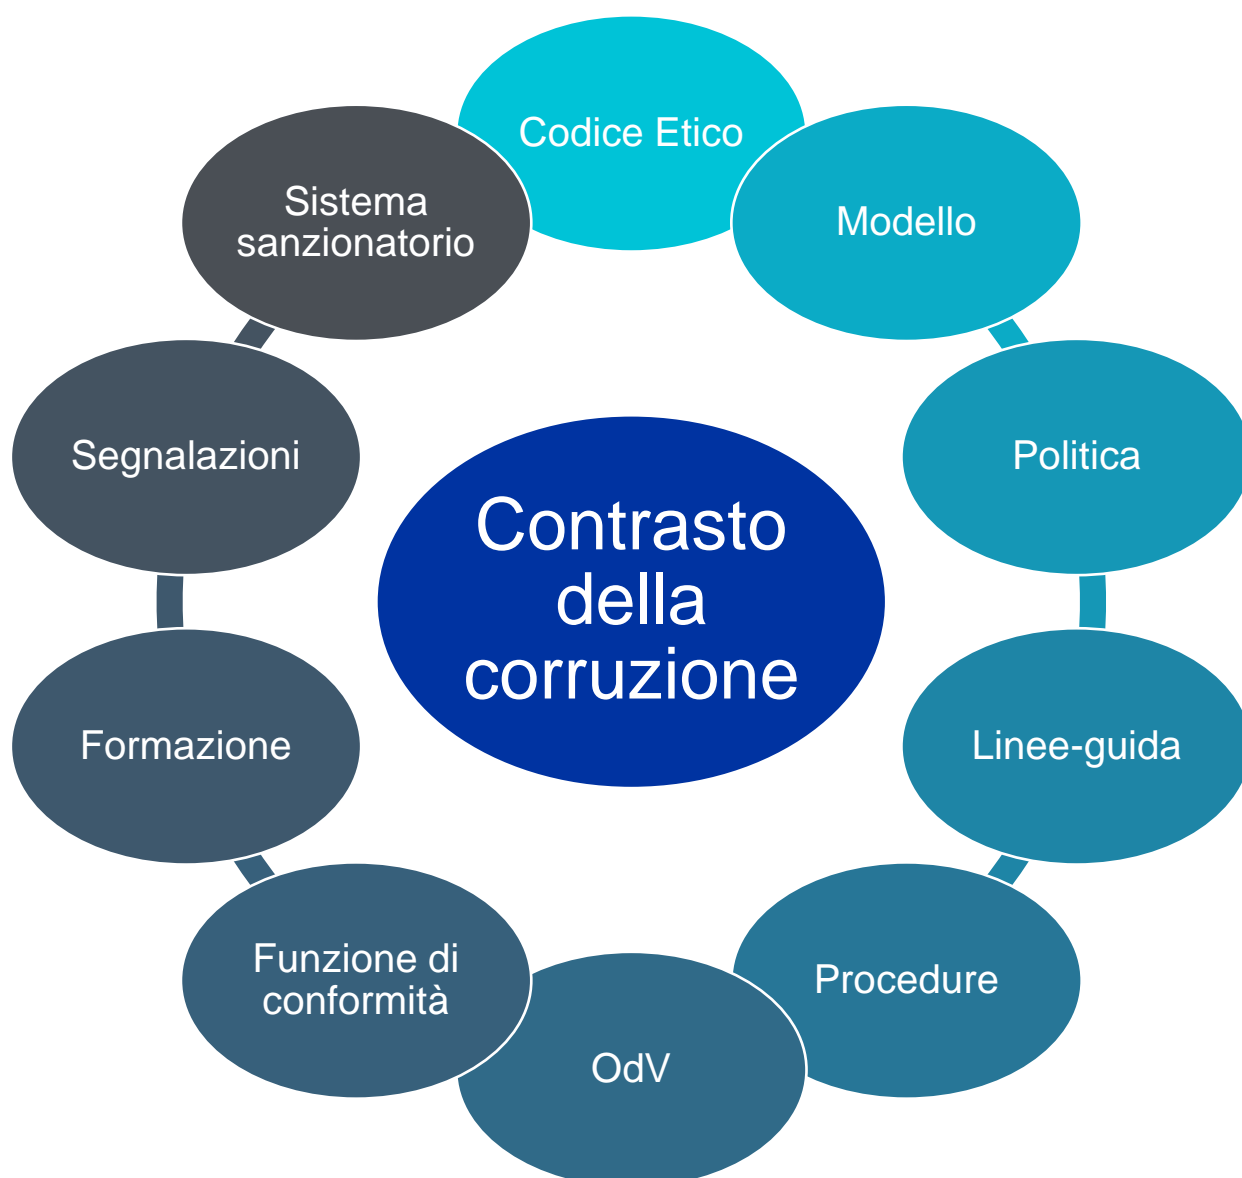 Codice Etico
Modello
Politica
Linee-guida
Procedure
OdV
Funzione di
conformità
Formazione
Segnalazioni
Sistema
sanzionatorio
Contrasto
della
corruzione